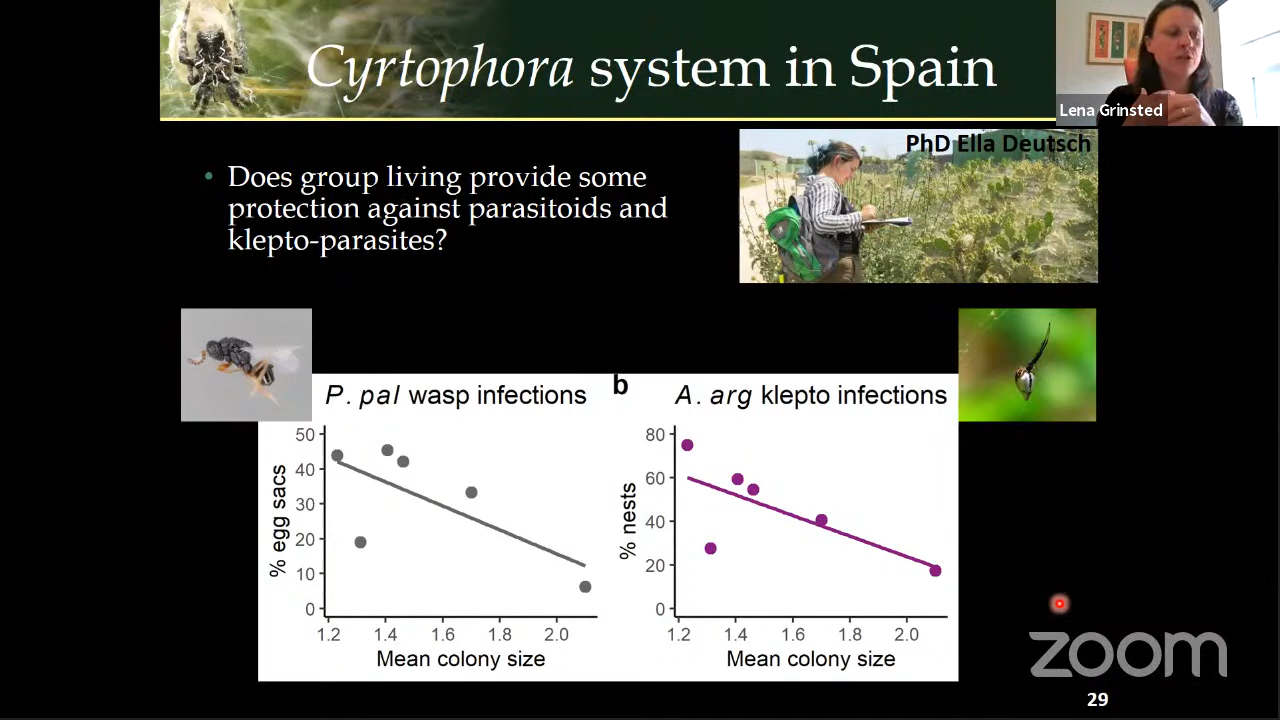 Cyrtophora system in Spain
Lena Grinsted
PhD Ella Deutsch
• Does group living provide some
protection against parasitoids and
klepto-parasites?
P. pal wasp infections
50
40
30
20
10
0
% egg sacs
1.2 1.4 1.6 1.8 2.0
Mean colony size
b
A. arg klepto infections
80
60
40
20
0
% nests
1.2 1.4 1.6 1.8 2.0
Mean colony size
zoom
29